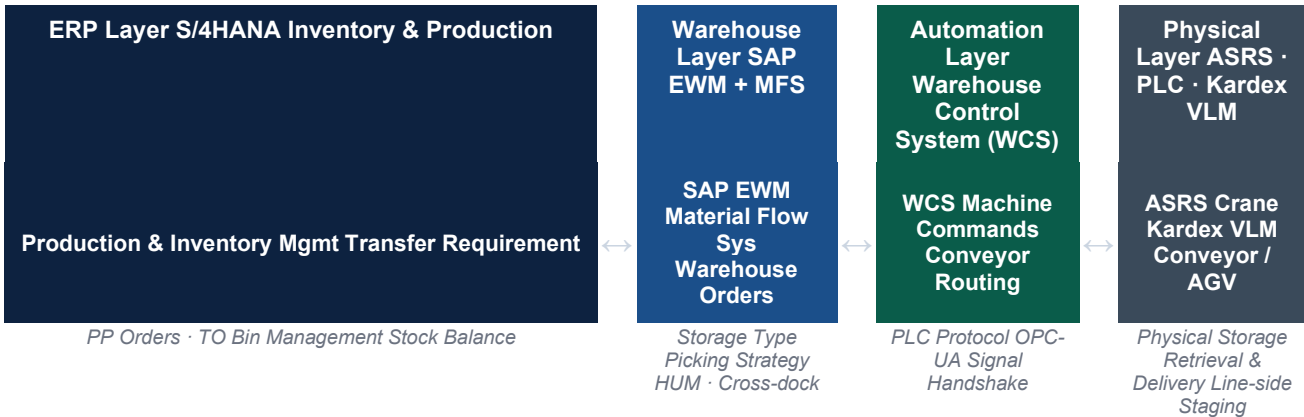 ERP Layer S/4HANA Inventory & Production
Warehouse
Layer SAP
EWM + MFS
Automation
Layer
Warehouse
Control
System (WCS)
Physical
Layer ASRS ·
PLC · Kardex
VLM
Production & Inventory Mgmt Transfer Requirement
↔
SAP EWM
Material Flow
Sys
Warehouse
Orders
↔
WCS Machine
Commands
Conveyor
Routing
↔
ASRS Crane
Kardex VLM
Conveyor /
AGV
PP Orders · TO Bin Management Stock Balance
Storage Type
Picking Strategy
HUM · Cross-dock
PLC Protocol OPC-
UA Signal
Handshake
Physical Storage
Retrieval &
Delivery Line-side
Staging